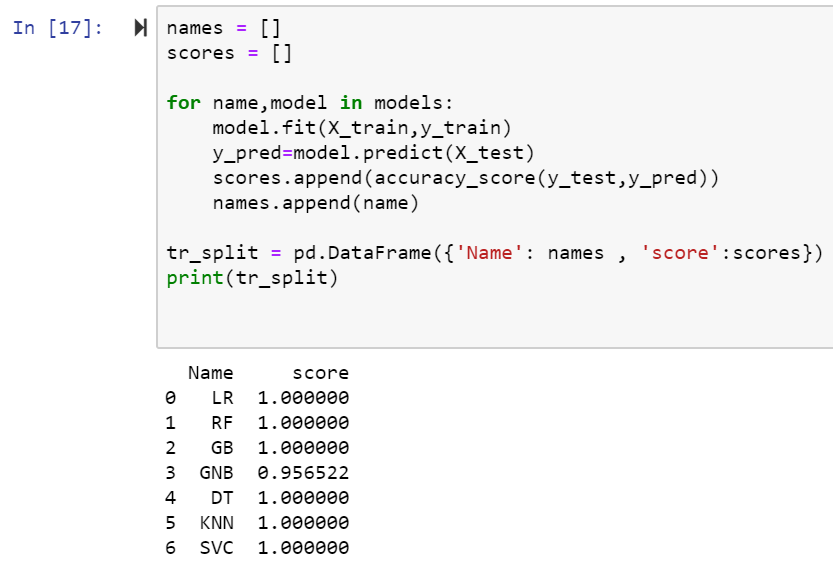 In [17]:
names = []
scores = []
for name,model in models:
    model.fit(X_train,y_train)
    y_pred=model.predict(X_test)
    scores.append(accuracy_score(y_test,y_pred))
    names.append(name)
tr_split = pd.DataFrame({'Name': names , 'score':scores})
print(tr_split)
  Name     score
0   LR  1.000000
1   RF  1.000000
2   GB  1.000000
3  GNB  0.956522
4   DT  1.000000
5  KNN  1.000000
6  SVC  1.000000